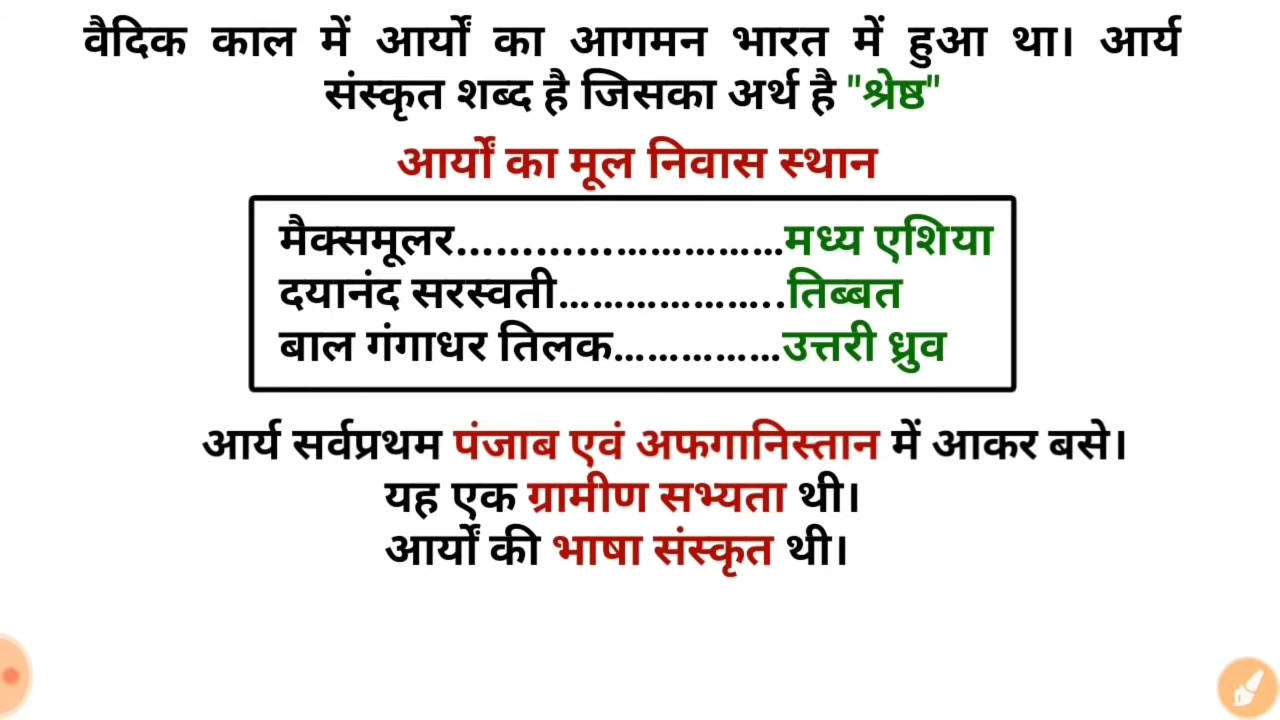 वैदिक काल में आर्यों का आगमन भारत में हुआ था। आर्य
संस्कृत शब्द है जिसका अर्थ है "श्रेष्ठ"
आर्यों का मूल निवास स्थान
मैक्समूलर..............................मध्य एशिया
दयानंद सरस्वती.....................तिब्बत
बाल गंगाधर तिलक...............उत्तरी ध्रुव
आर्य सर्वप्रथम पंजाब एवं अफगानिस्तान में आकर बसे।
यह एक ग्रामीण सभ्यता थी।
आर्यों की भाषा संस्कृत थी।